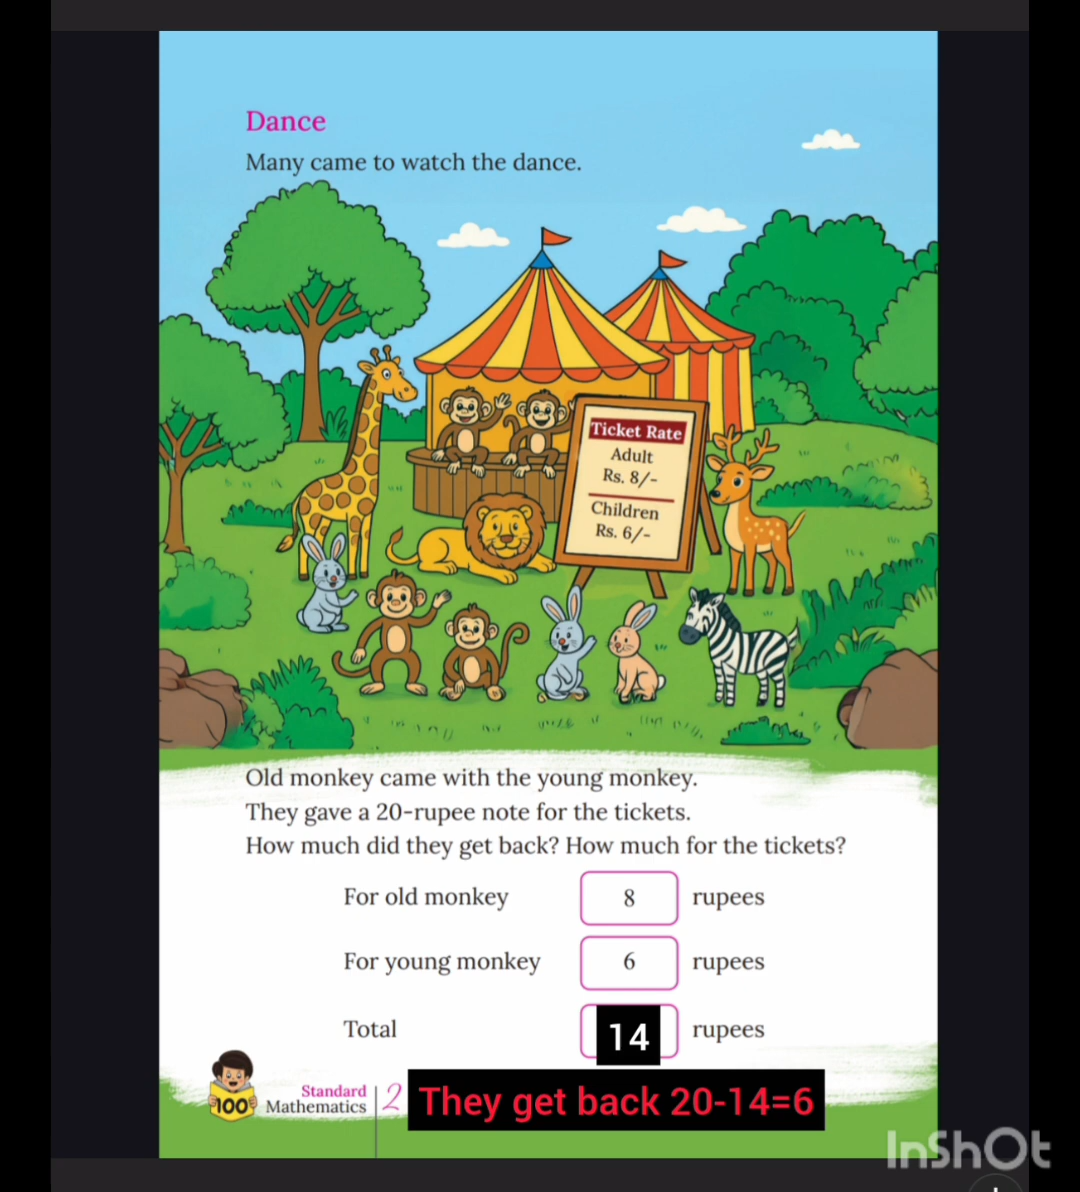 Dance
Many came to watch the dance.
Ticket Rate
Adult
Rs. 8/-
Children
Rs. 6/-
Old monkey came with the young monkey.
They gave a 20-rupee note for the tickets.
How much did they get back? How much for the tickets?
For old monkey 8 rupees
For young monkey 6 rupees
Total 14 rupees
100
Standard
Mathematics 2
They get back 20-14=6
InShOt